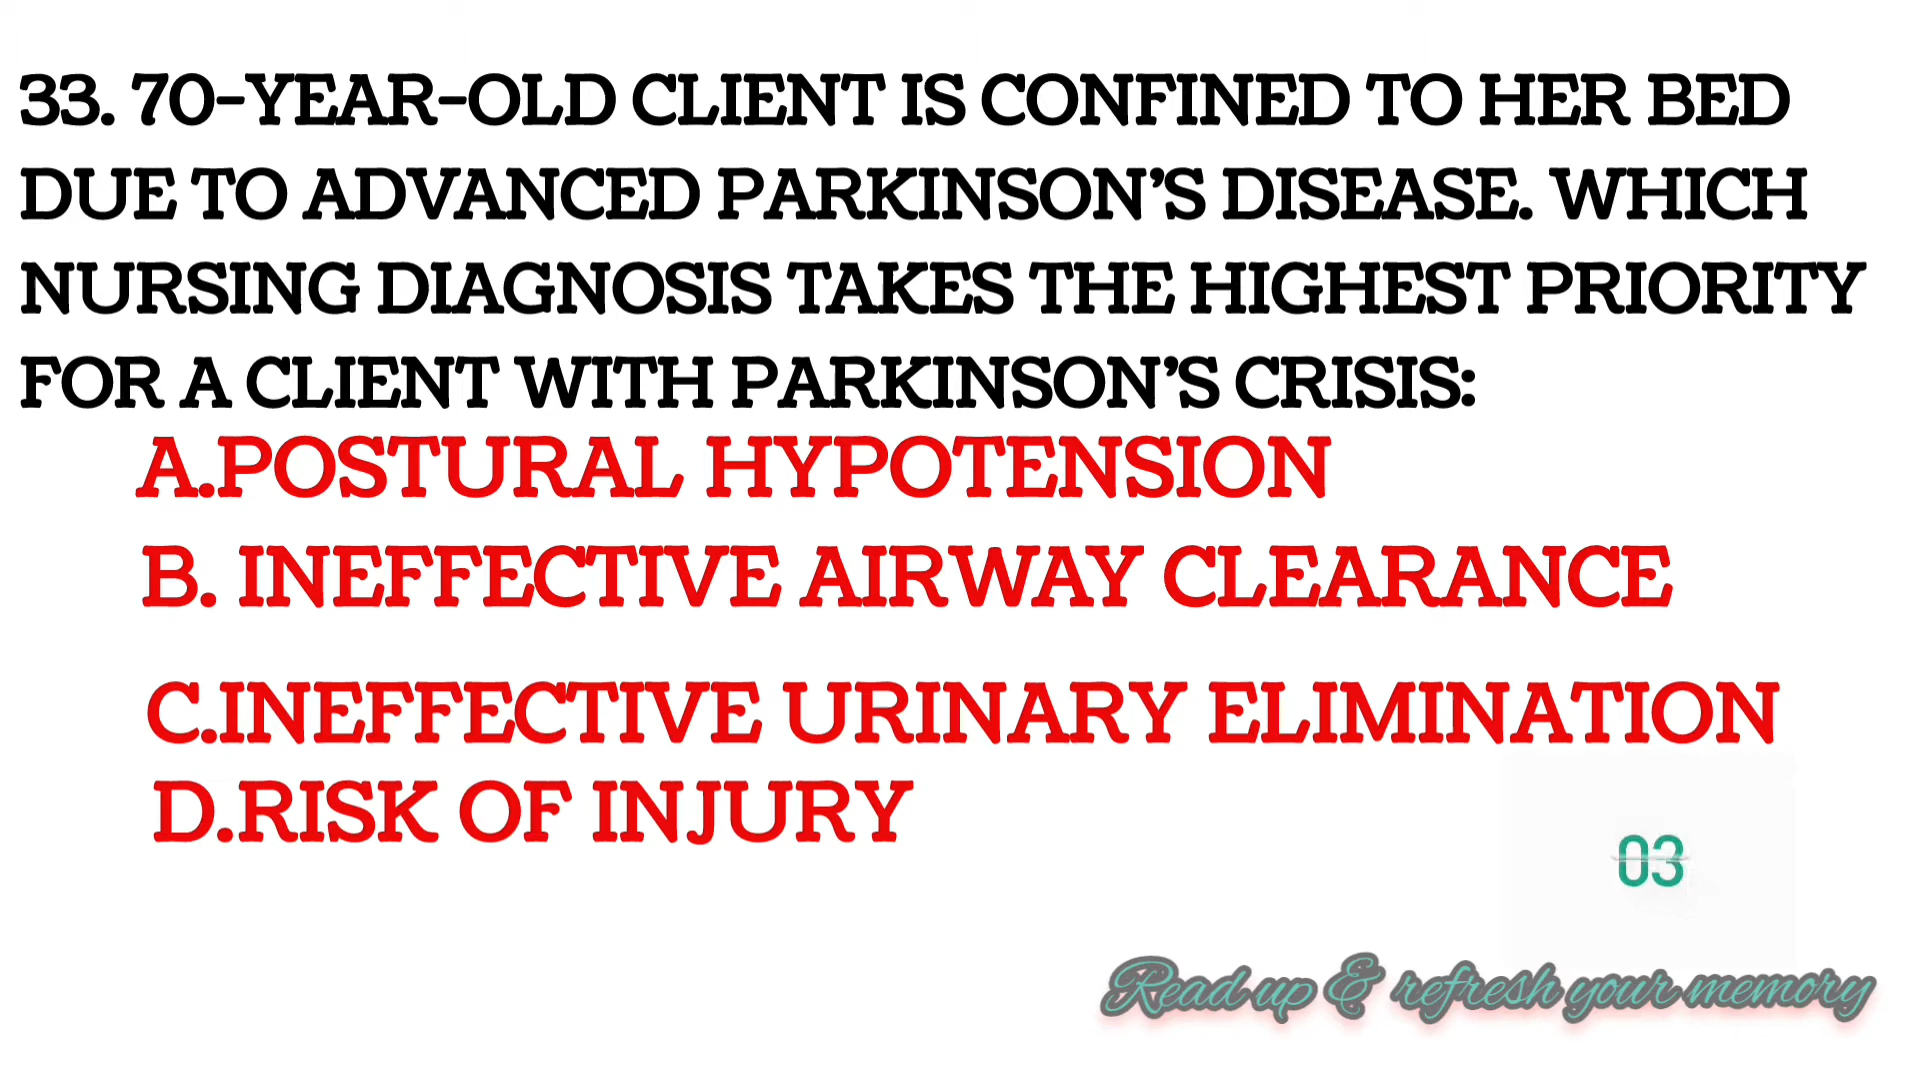 33. 70-YEAR-OLD CLIENT IS CONFINED TO HER BED
DUE TO ADVANCED PARKINSON'S DISEASE. WHICH
NURSING DIAGNOSIS TAKES THE HIGHEST PRIORITY
FOR A CLIENT WITH PARKINSON'S CRISIS:
A.POSTURAL HYPOTENSION
B. INEFFECTIVE AIRWAY CLEARANCE
C.INEFFECTIVE URINARY ELIMINATION
D.RISK OF INJURY
03
Read up & refresh your memory